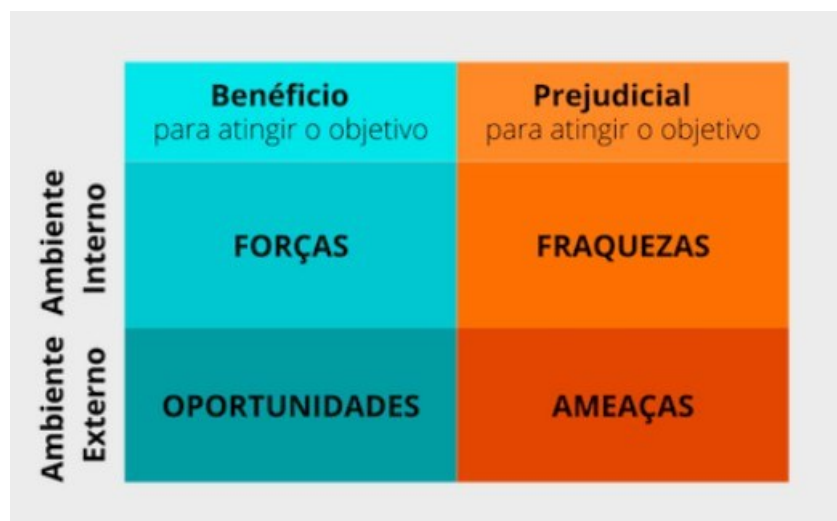 Benéficio
para atingir o objetivo
Prejudicial
para atingir o objetivo
Ambiente
Interno
FORÇAS
FRAQUEZAS
Ambiente
Externo
OPORTUNIDADES
AMEAÇAS